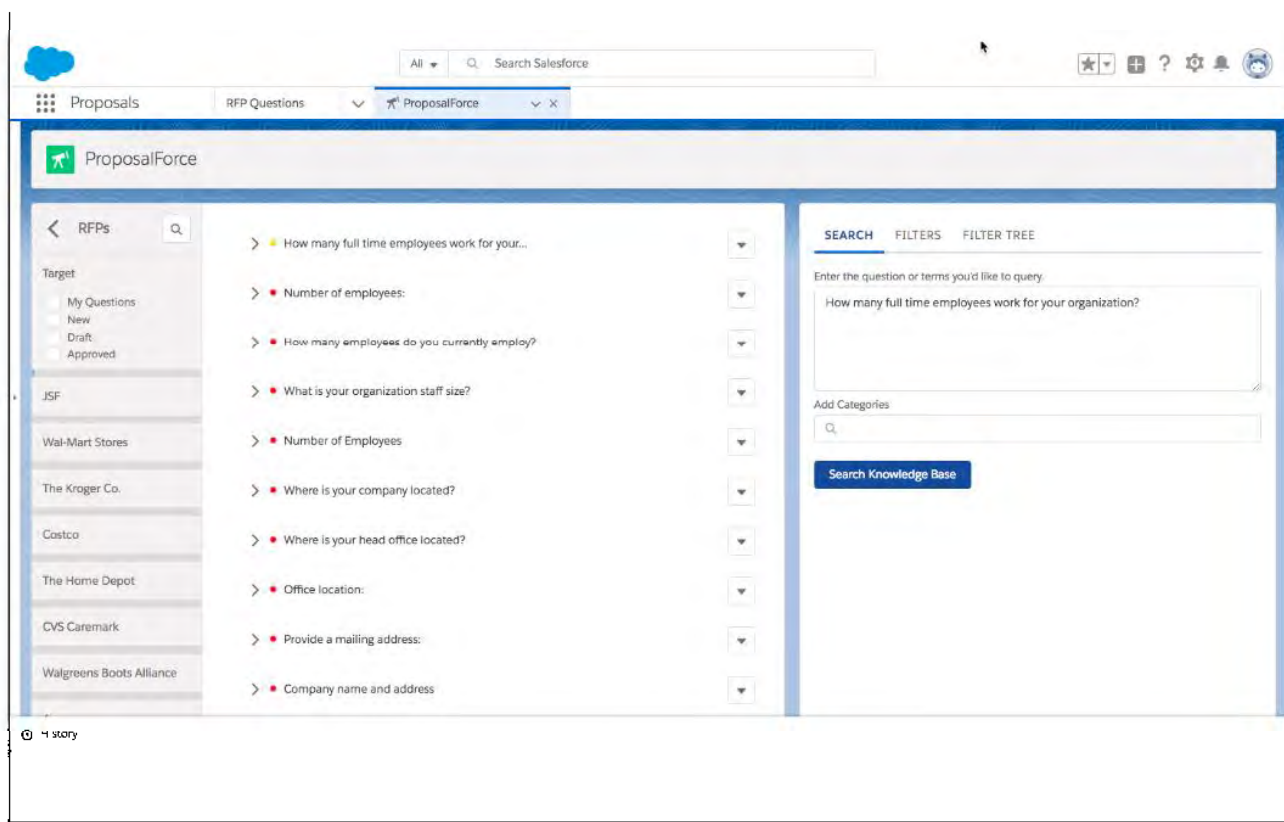 All
Search Salesforce
Proposals
RFP Questions
ProposalForce
ProposalForce
RFPs
Target
My Questions
New
Draft
Approved
JSF
Wal-Mart Stores
The Kroger Co.
Costco
The Home Depot
CVS Caremark
Walgreens Boots Alliance
How many full time employees work for your...
Number of employees:
How many employees do you currently employ?
What is your organization staff size?
Number of Employees
Where is your company located?
Where is your head office located?
Office location:
Provide a mailing address:
Company name and address
SEARCH FILTERS FILTER TREE
Enter the question or terms you'd like to query.
How many full time employees work for your organization?
Add Categories
Search Knowledge Base
story